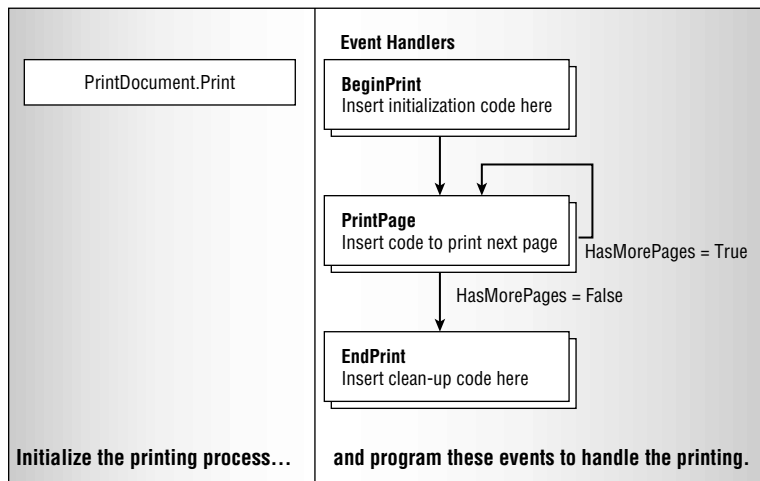 PrintDocument.Print
Event Handlers
BeginPrint
Insert initialization code here
PrintPage
Insert code to print next page
HasMorePages = True
HasMorePages = False
EndPrint
Insert clean-up code here
Initialize the printing process…
and program these events to handle the printing.